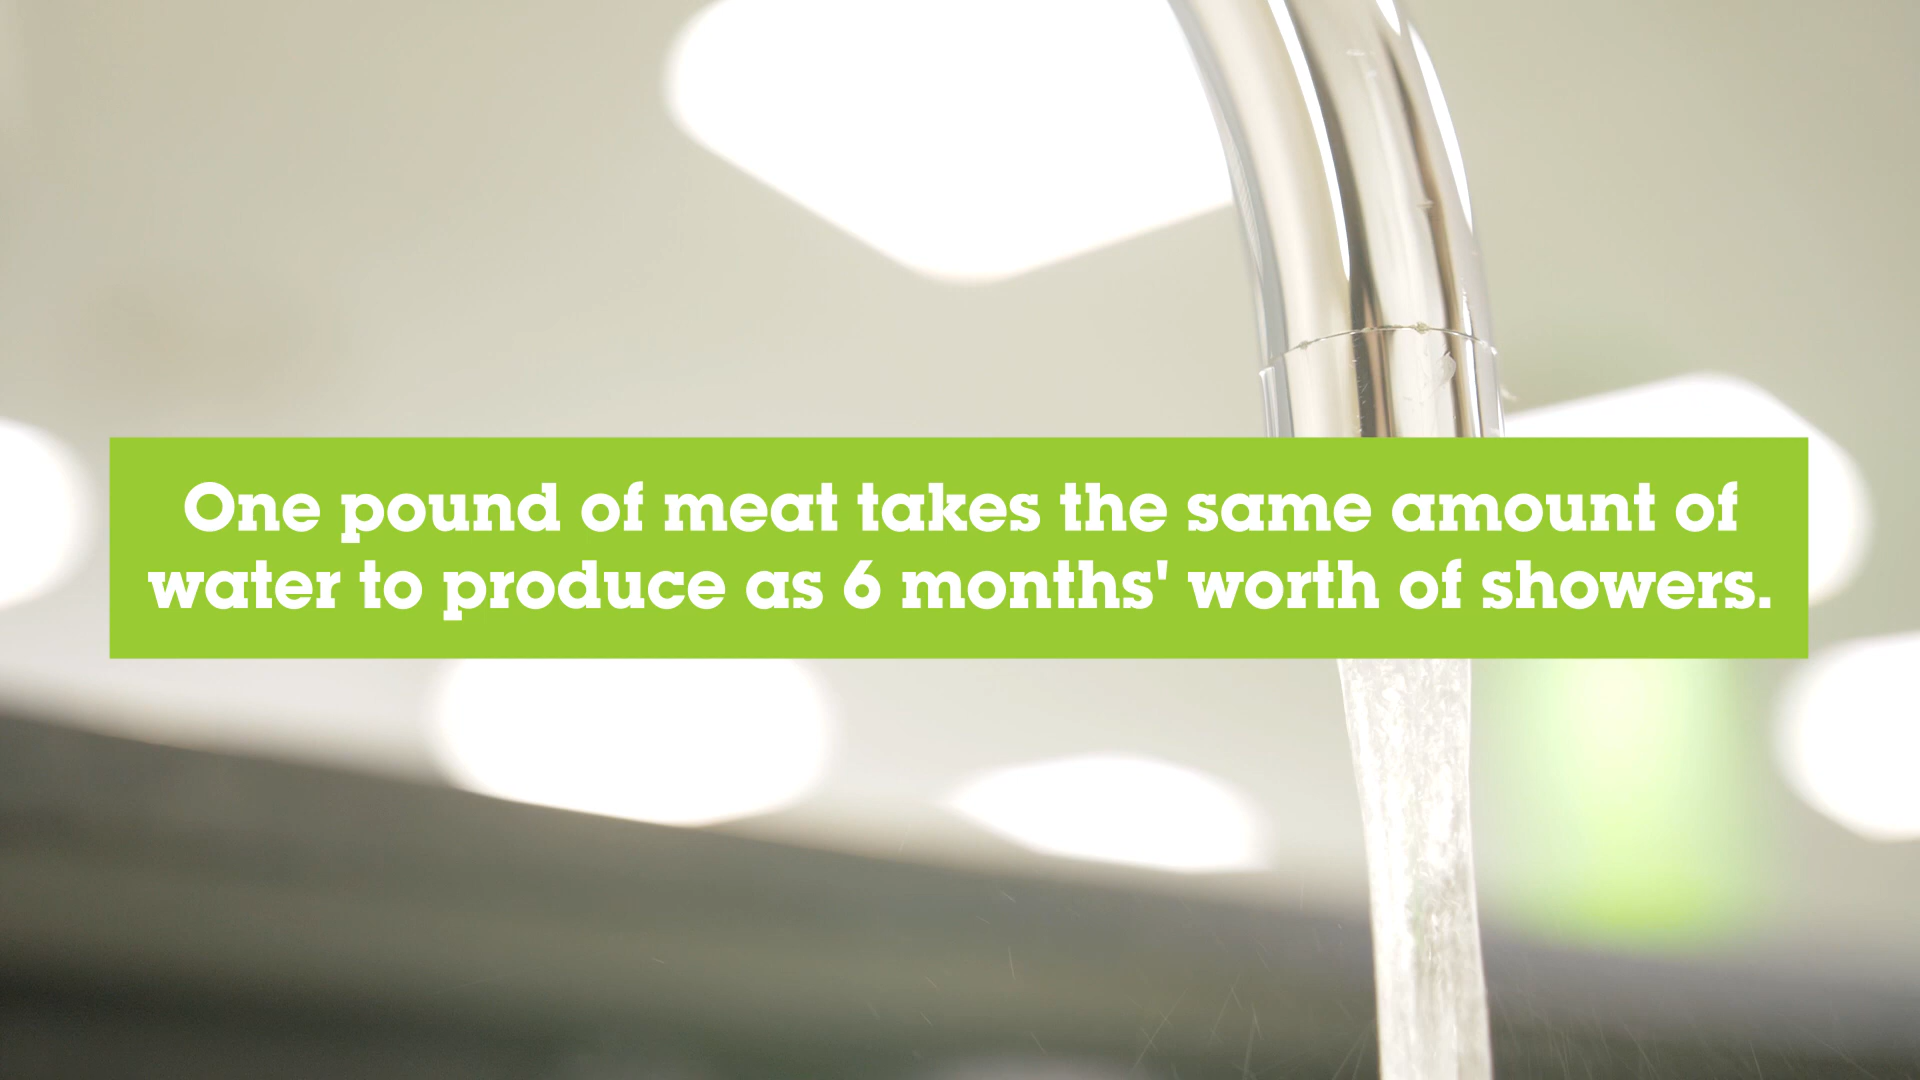 One pound of meat takes the same amount of
water to produce as 6 months' worth of showers.